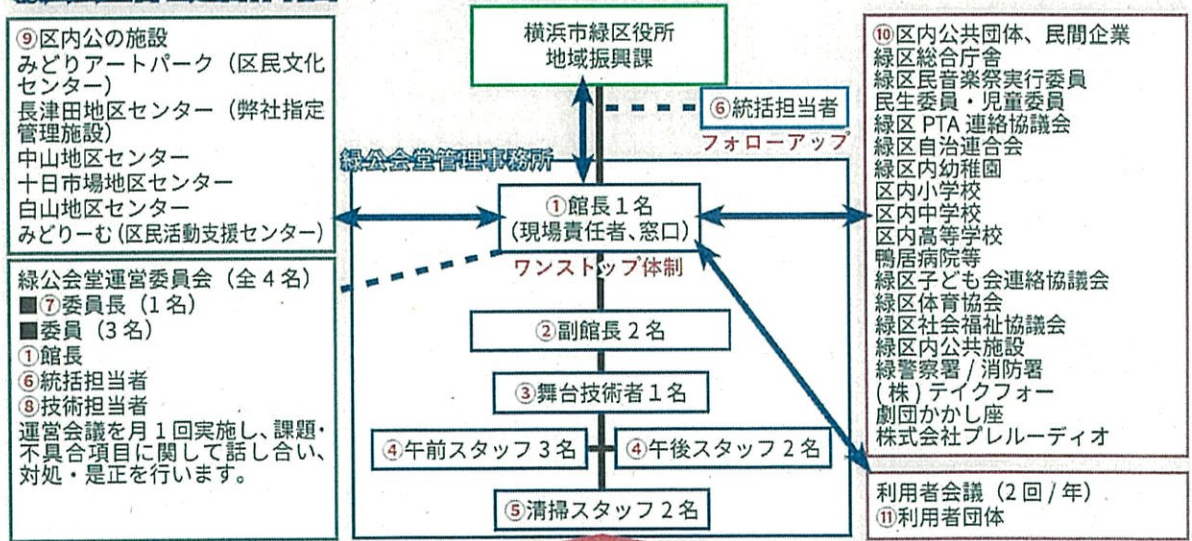 ⑨区内公の施設
みどりアートパーク（区民文化
センター）
長津田地区センター（弊社指定
管理施設）
中山地区センター
十日市場地区センター
白山地区センター
みどりーむ（区民活動支援センター）
緑公会堂運営委員会（全４名）
■⑦委員長（１名）
■委員（３名）
①館長
⑥統括担当者
⑧技術担当者
運営会議を月１回実施し、課題・
不具合項目に関して話し合い、
対処・是正を行います。
横浜市緑区役所
地域振興課
⑥統括担当者
フォローアップ
緑公会堂管理事務所
①館長１名
（現場責任者、窓口）
ワンストップ体制
②副館長２名
③舞台技術者１名
④午前スタッフ３名
④午後スタッフ２名
⑤清掃スタッフ２名
⑩区内公共団体、民間企業
緑区総合庁舎
緑区民音楽祭実行委員
民生委員・児童委員
緑区 PTA 連絡協議会
緑区自治連合会
緑区内幼稚園
区内小学校
区内中学校
区内高等学校
鴨居病院等
緑区子ども会連絡協議会
緑区体育協会
緑区社会福祉協議会
緑区内公共施設
緑警察署 / 消防署
(株) テイクフォー
劇団かかし座
株式会社プレルーディオ
利用者会議（２回 / 年）
⑪利用者団体